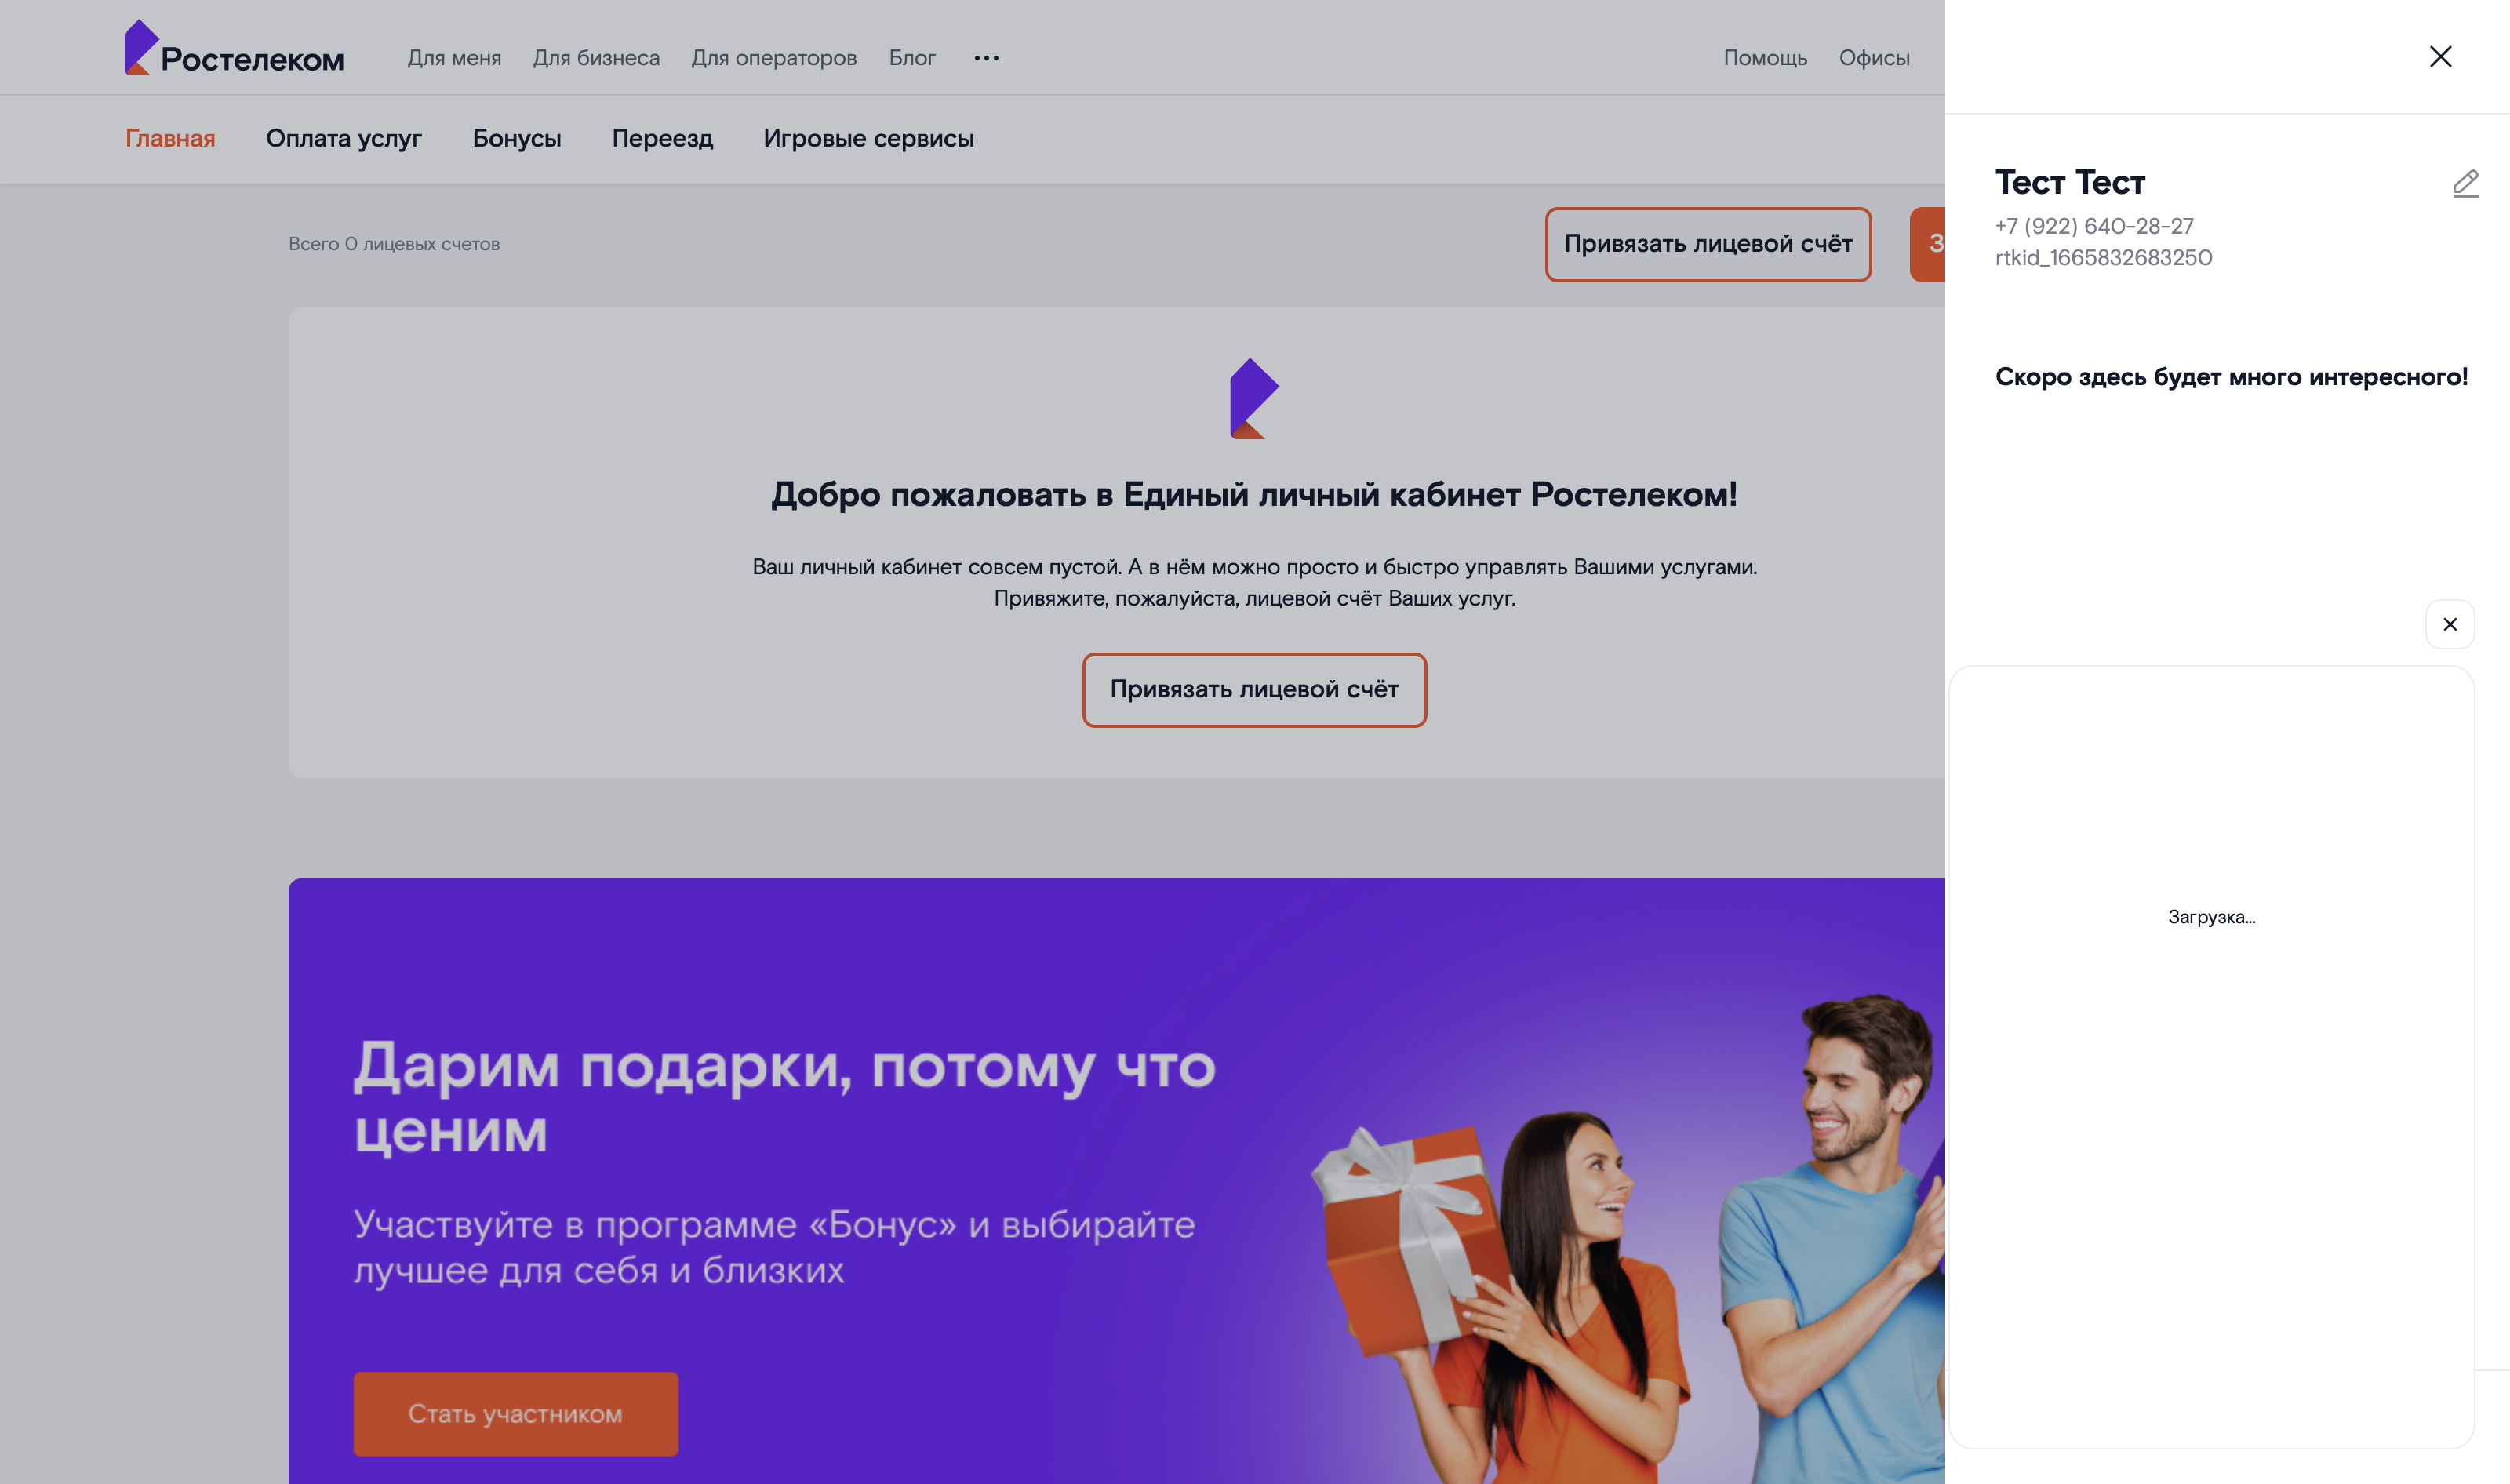 Ростелеком
Для меня
Для бизнеса
Для операторов
Блог
Помощь
Офисы
Главная
Оплата услуг
Бонусы
Переезд
Игровые сервисы
Всего 0 лицевых счетов
Привязать лицевой счёт
З
Добро пожаловать в Единый личный кабинет Ростелеком!
Ваш личный кабинет совсем пустой. А в нём можно просто и быстро управлять Вашими услугами.
Привяжите, пожалуйста, лицевой счёт Ваших услуг.
Привязать лицевой счёт
Дарим подарки, потому что
ценим
Участвуйте в программе «Бонус» и выбирайте
лучшее для себя и близких
Стать участником
Тест Тест
+7 (922) 640-28-27
rtkid_1665832683250
Скоро здесь будет много интересного!
Загрузка...